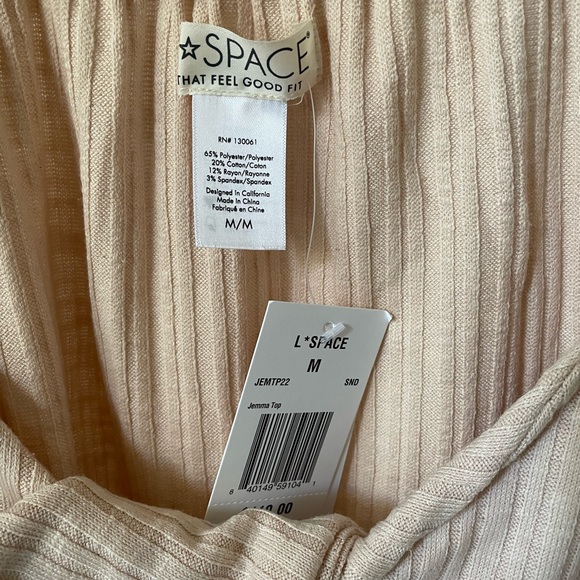 ☆SPACE®
THAT FEEL GOOD FIT
RN# 130061
65% Polyester/Polyester
20% Cotton/Coton
12% Rayon/Rayonne
3% Spandex/Spandex
Designed in California
Made in China
Fabriqué en Chine
M/M
L*SPACE
M
JEMTP22 SND
Jemma Top
8 40149 59104 1